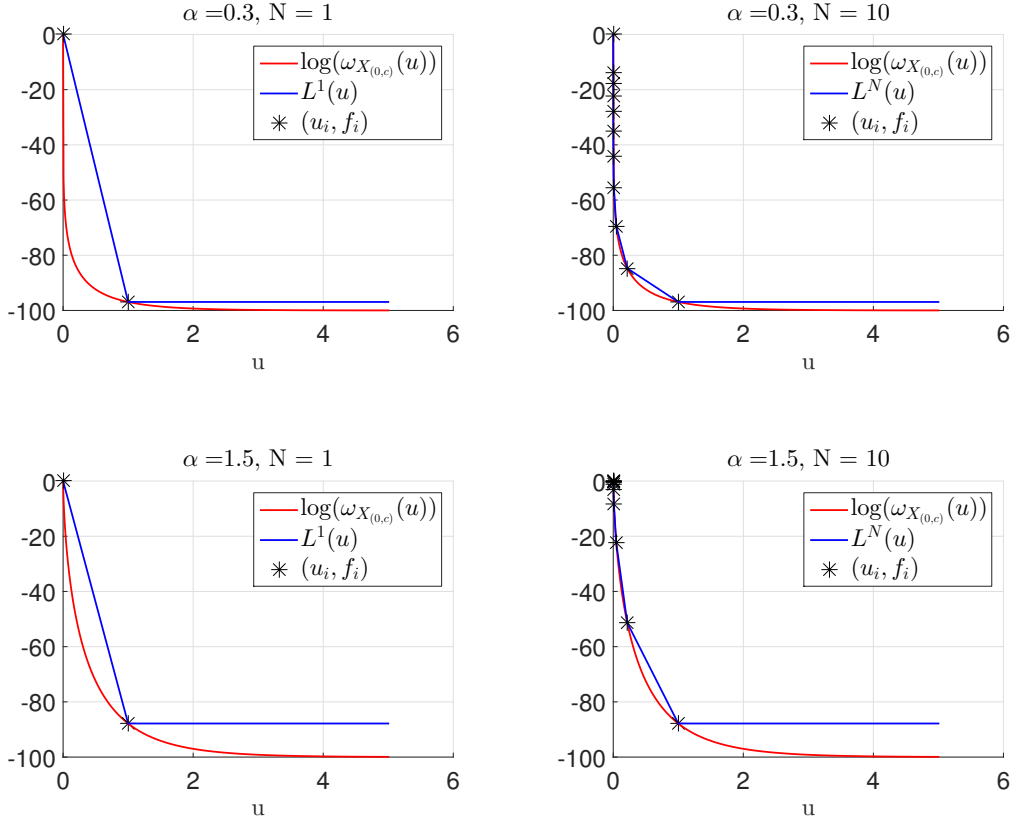 α =0.3, N = 1
0
-20
-40
-60
-80
-100
0 2 4 6
u
log(ω_{X_{(0,c)}}(u))
L^1(u)
(u_i, f_i)
α =0.3, N = 10
0
-20
-40
-60
-80
-100
0 2 4 6
u
log(ω_{X_{(0,c)}}(u))
L^N(u)
(u_i, f_i)
α =1.5, N = 1
0
-20
-40
-60
-80
-100
0 2 4 6
u
log(ω_{X_{(0,c)}}(u))
L^1(u)
(u_i, f_i)
α =1.5, N = 10
0
-20
-40
-60
-80
-100
0 2 4 6
u
log(ω_{X_{(0,c)}}(u))
L^N(u)
(u_i, f_i)